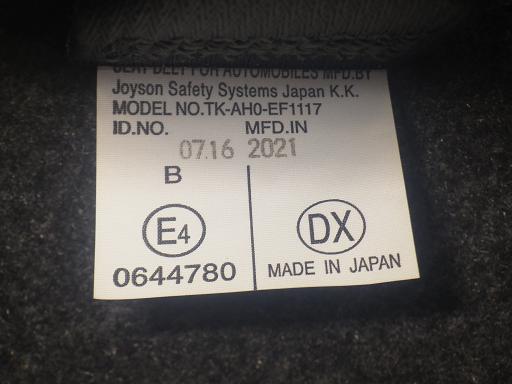 SEAT BELT FOR AUTOMOBILES MFD.BY
Joyson Safety Systems Japan K.K.
MODEL NO.TK-AH0-EF1117
ID.NO. MFD.IN
07.16 2021
B
E4
0644780
DX
MADE IN JAPAN